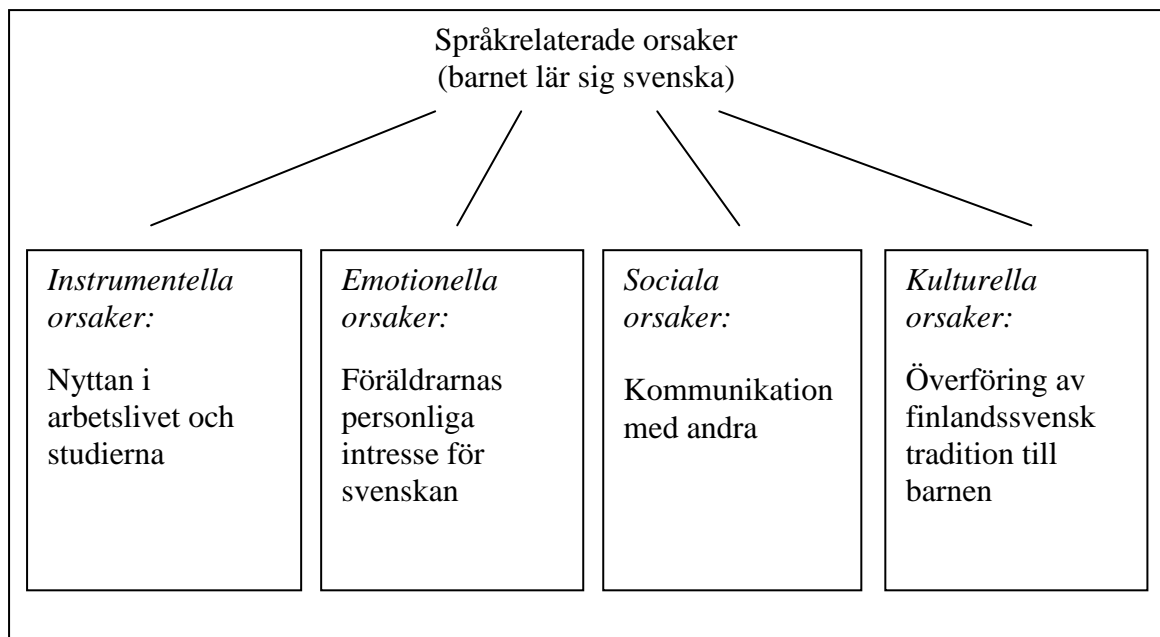 Språkrelaterade orsaker
(barnet lär sig svenska)
Instrumentella
orsaker:
Nyttan i
arbetslivet och
studierna
Emotionella
orsaker:
Föräldrarnas
personliga
intresse för
svenskan
Sociala
orsaker:
Kommunikation
med andra
Kulturella
orsaker:
Överföring av
finlandssvensk
tradition till
barnen